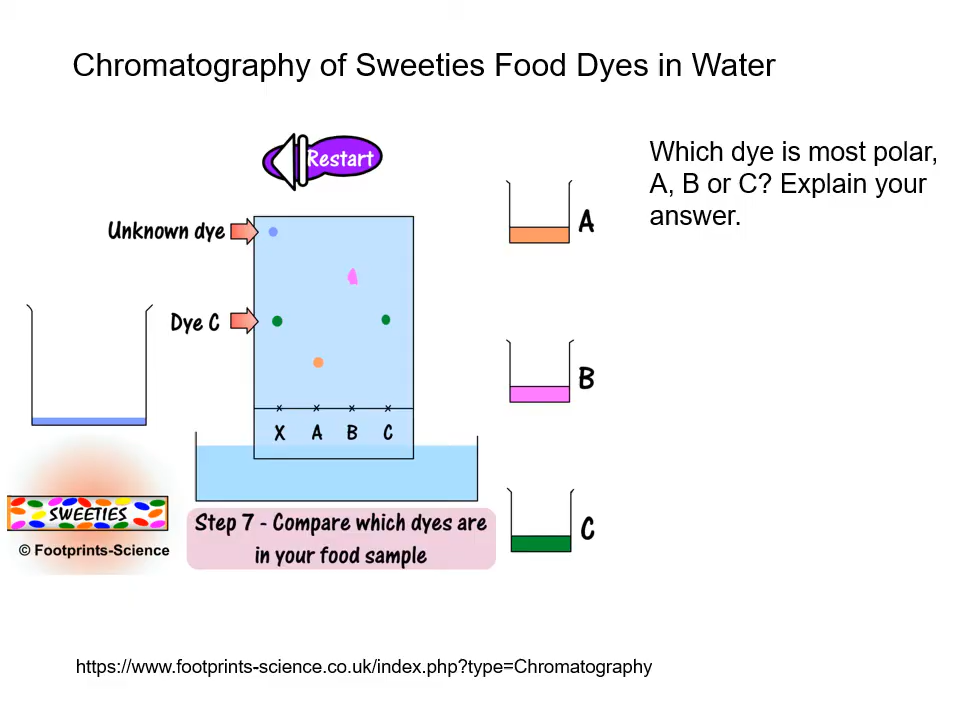 Chromatography of Sweeties Food Dyes in Water
Restart
Which dye is most polar,
A, B or C? Explain your
answer.
Unknown dye
A
Dye C
B
x x x x
X A B C
SWEETIES
© Footprints-Science
Step 7 - Compare which dyes are
in your food sample
C
https://www.footprints-science.co.uk/index.php?type=Chromatography